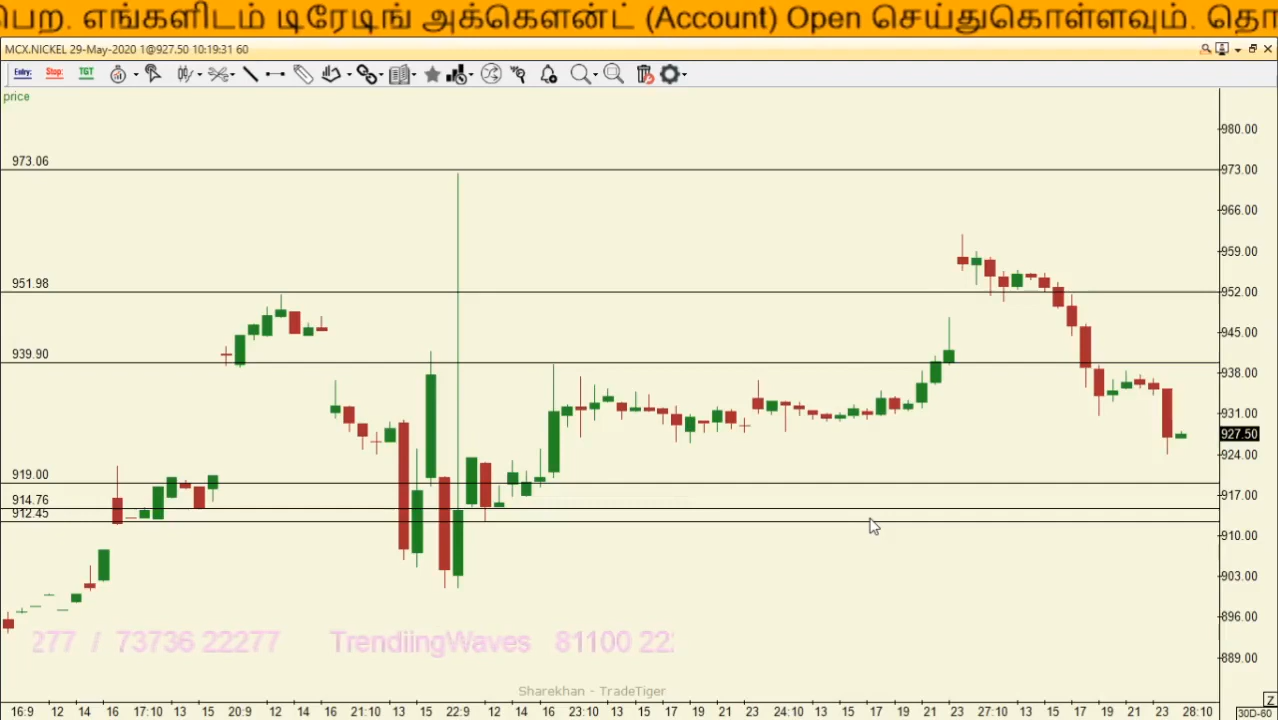 பெற. எங்களிடம் டிரேடிங் அக்கௌன்ட் (Account) Open செய்துகொள்ளவும். தொ
MCX.NICKEL 29-May-2020 1@927.50 10:19:31 60
Entry: Stop: TGT
price
980.00
973.06 973.00
966.00
959.00
951.98 952.00
945.00
939.90 938.00
931.00
927.50
924.00
919.00 917.00
914.76
912.45 910.00
903.00
896.00
277 / 73736 22277 TrendiingWaves 81100 22
889.00
Sharekhan - TradeTiger
16:9 12 14 16 17:10 13 15 20:9 12 14 16 21:10 13 15 22:9 12 14 16 23:10 13 15 17 19 21 23 24:10 13 15 17 19 21 23 27:10 13 15 17 19 21 23 28:10 30D-60